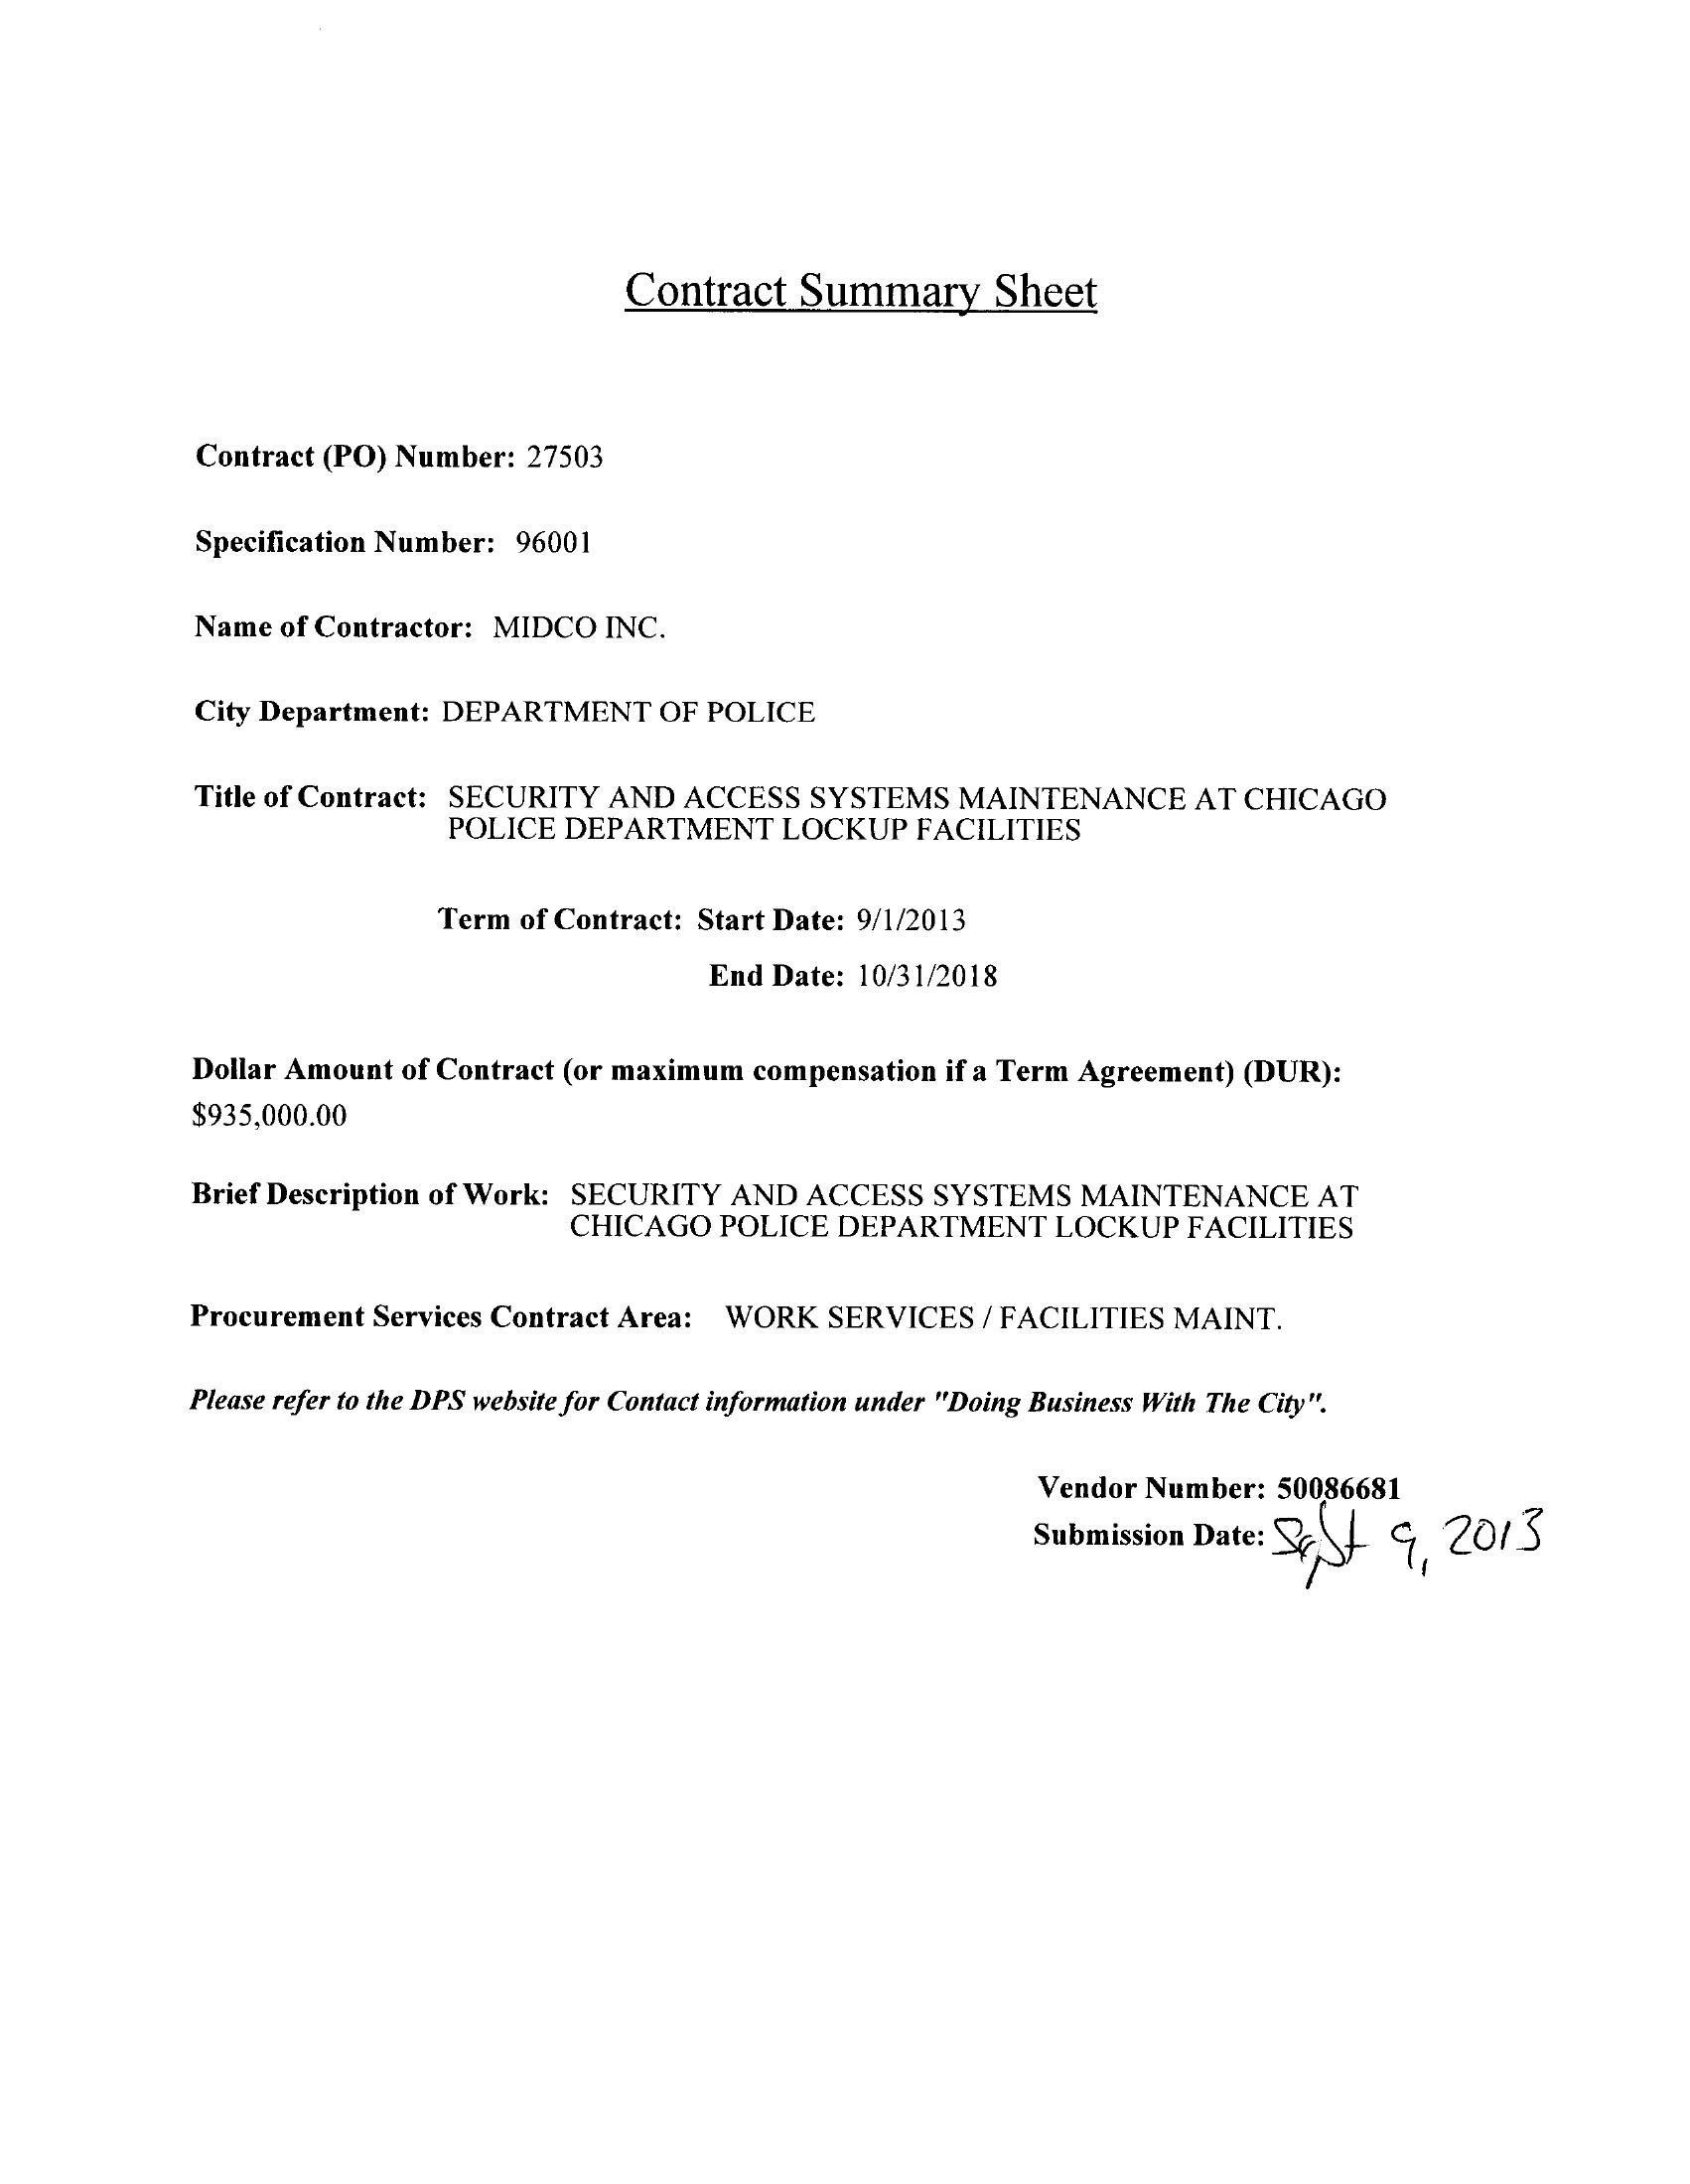 Contract Summary Sheet
Contract (PO) Number: 27503
Specification Number: 96001
Name of Contractor: MIDCO INC.
City Department: DEPARTMENT OF POLICE
Title of Contract: SECURITY AND ACCESS SYSTEMS MAINTENANCE AT CHICAGO
POLICE DEPARTMENT LOCKUP FACILITIES
Term of Contract: Start Date: 9/1/2013
End Date: 10/31/2018
Dollar Amount of Contract (or maximum compensation if a Term Agreement) (DUR):
$935,000.00
Brief Description of Work: SECURITY AND ACCESS SYSTEMS MAINTENANCE AT
CHICAGO POLICE DEPARTMENT LOCKUP FACILITIES
Procurement Services Contract Area: WORK SERVICES / FACILITIES MAINT.
Please refer to the DPS website for Contact information under "Doing Business With The City".
Vendor Number: 50086681
Submission Date: Sept 9, 2013